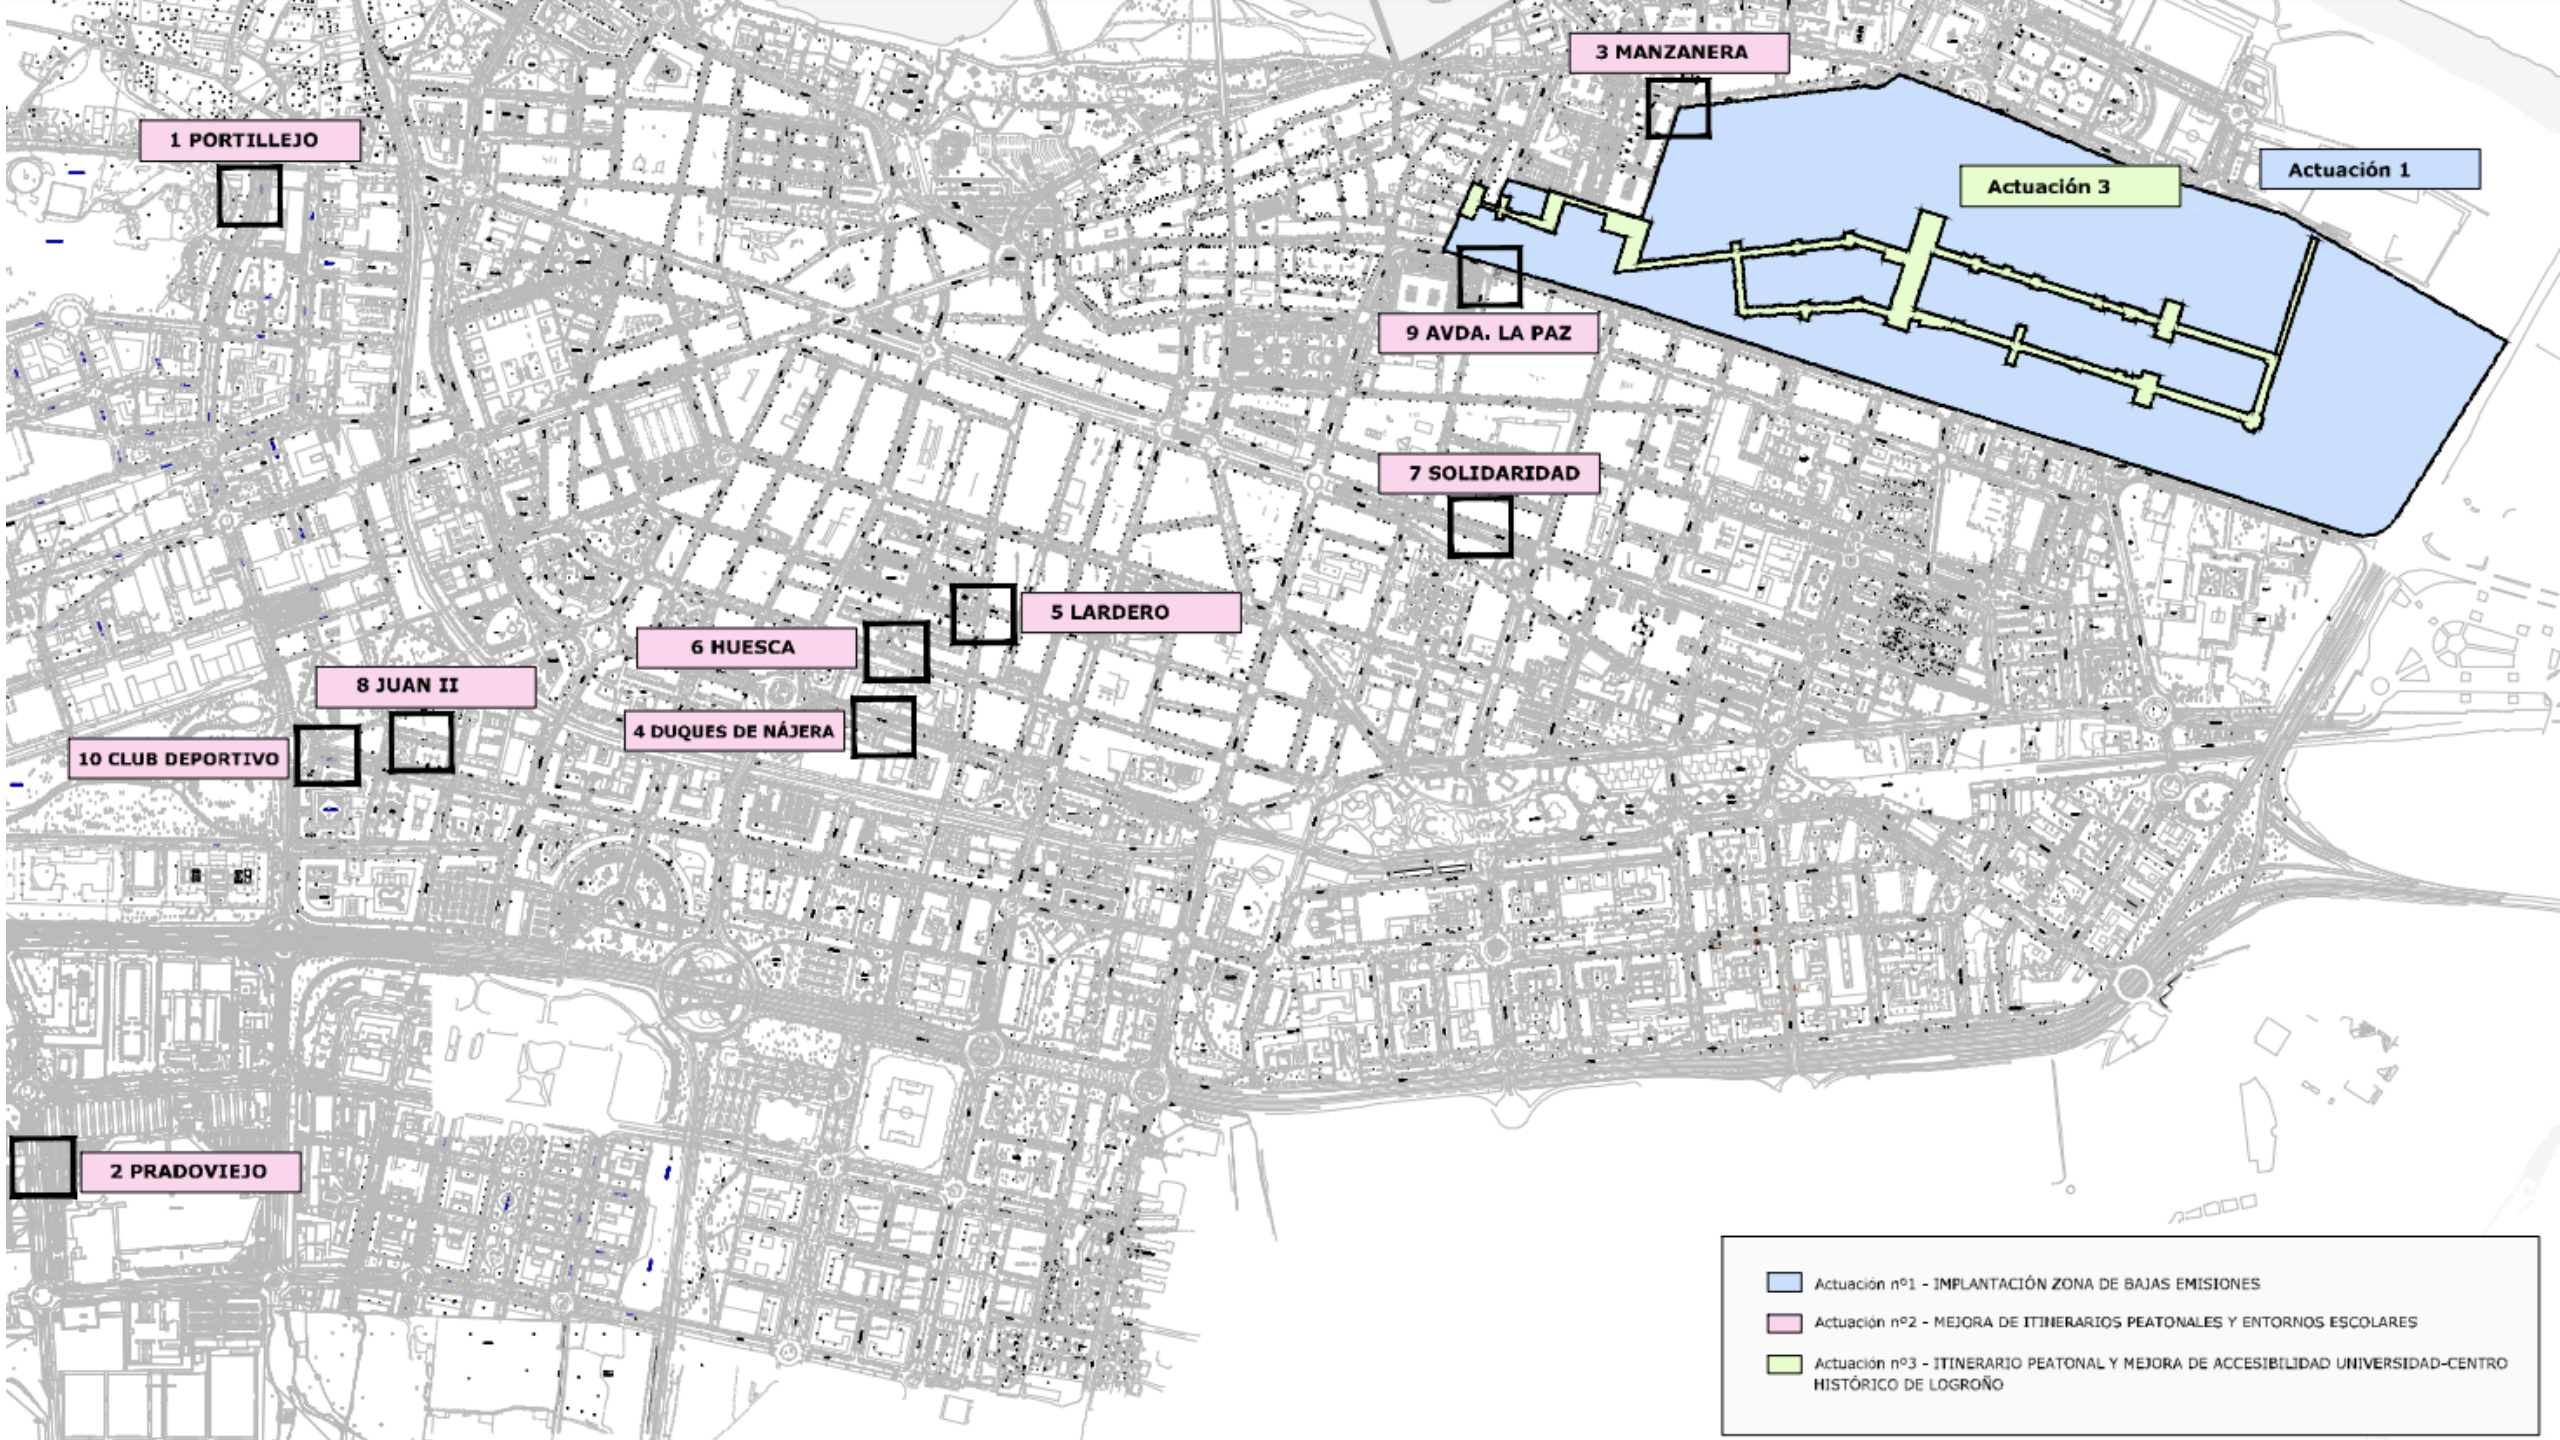 3 MANZANERA
1 PORTILLEJO
Actuación 1
Actuación 3
9 AVDA. LA PAZ
7 SOLIDARIDAD
5 LARDERO
6 HUESCA
8 JUAN II
4 DUQUES DE NÁJERA
10 CLUB DEPORTIVO
2 PRADOVIEJO
Actuación nº1 - IMPLANTACIÓN ZONA DE BAJAS EMISIONES
Actuación nº2 - MEJORA DE ITINERARIOS PEATONALES Y ENTORNOS ESCOLARES
Actuación nº3 - ITINERARIO PEATONAL Y MEJORA DE ACCESIBILIDAD UNIVERSIDAD-CENTRO
HISTÓRICO DE LOGROÑO